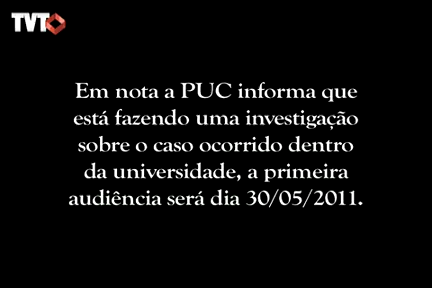 TVT
Em nota a PUC informa que
está fazendo uma investigação
sobre o caso ocorrido dentro
da universidade, a primeira
audiência será dia 30/05/2011.